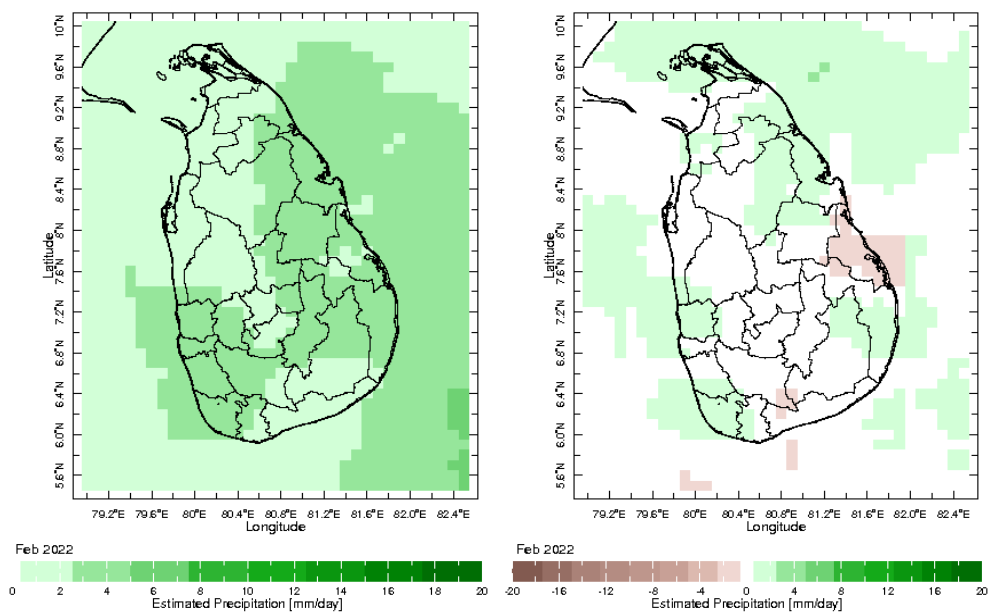 10°N
9.6°N
9.2°N
8.8°N
8.4°N
8°N
7.6°N
7.2°N
6.8°N
6.4°N
6.0°N
5.6°N
Latitude
79.2°E 79.6°E 80°E 80.4°E 80.8°E 81.2°E 81.6°E 82.0°E 82.4°E
Longitude
Feb 2022
0 4 2 6 8 10 12 14 16 18 20
Estimated Precipitation [mm/day]
10°N
9.6°N
9.2°N
8.8°N
8.4°N
8°N
7.6°N
7.2°N
6.8°N
6.4°N
6.0°N
5.6°N
Latitude
79.2°E 79.6°E 80°E 80.4°E 80.8°E 81.2°E 81.6°E 82.0°E 82.4°E
Longitude
Feb 2022
-20 -16 -12 -8 -4 0 4 8 12 16 20
Estimated Precipitation [mm/day]